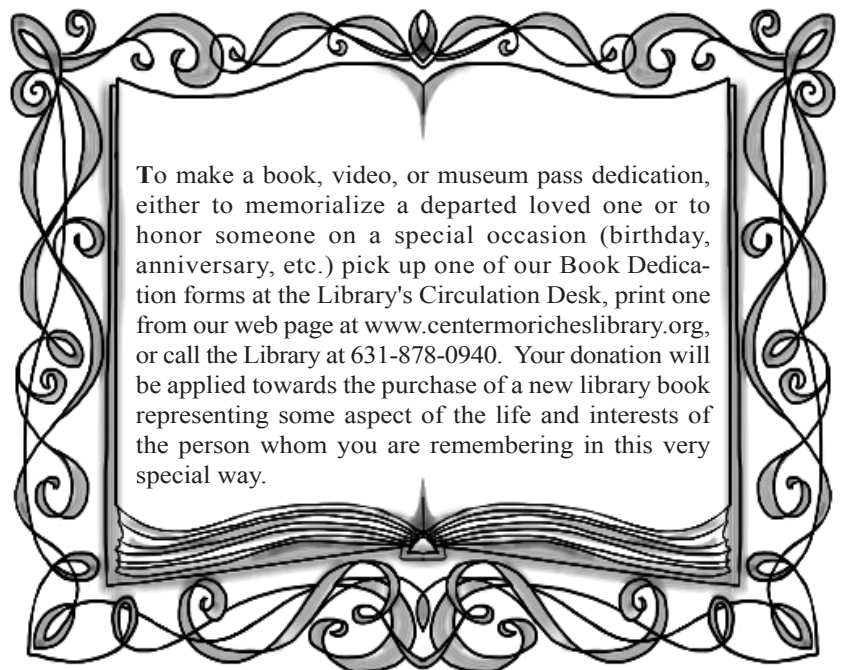 To make a book, video, or museum pass dedication,
either to memorialize a departed loved one or to
honor someone on a special occasion (birthday,
anniversary, etc.) pick up one of our Book Dedica-
tion forms at the Library's Circulation Desk, print one
from our web page at www.centermoricheslibrary.org,
or call the Library at 631-878-0940.  Your donation will
be applied towards the purchase of a new library book
representing some aspect of the life and interests of
the person whom you are remembering in this very
special way.